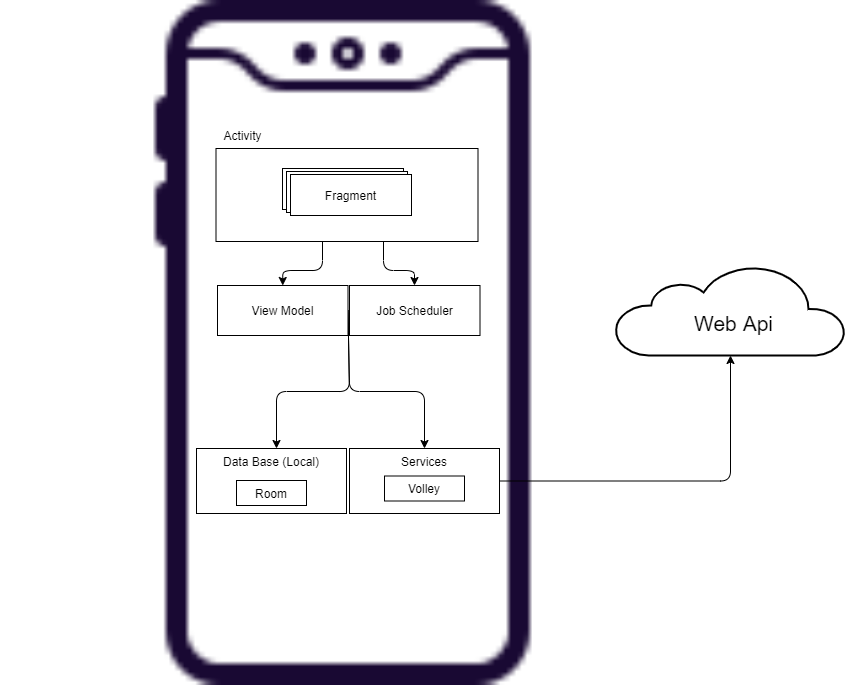 Activity
Fragment
View Model
Job Scheduler
Web Api
Data Base (Local)
Services
Room
Volley